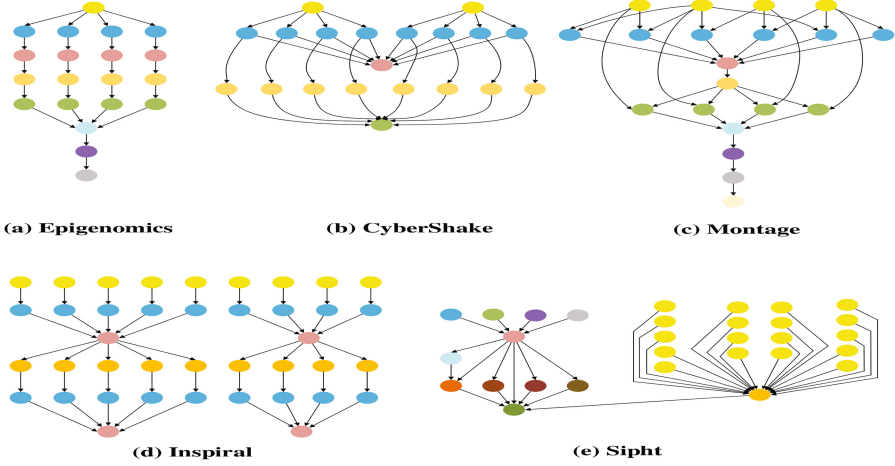 (a) Epigenomics
(b) CyberShake
(c) Montage
(d) Inspiral
(e) Sipht